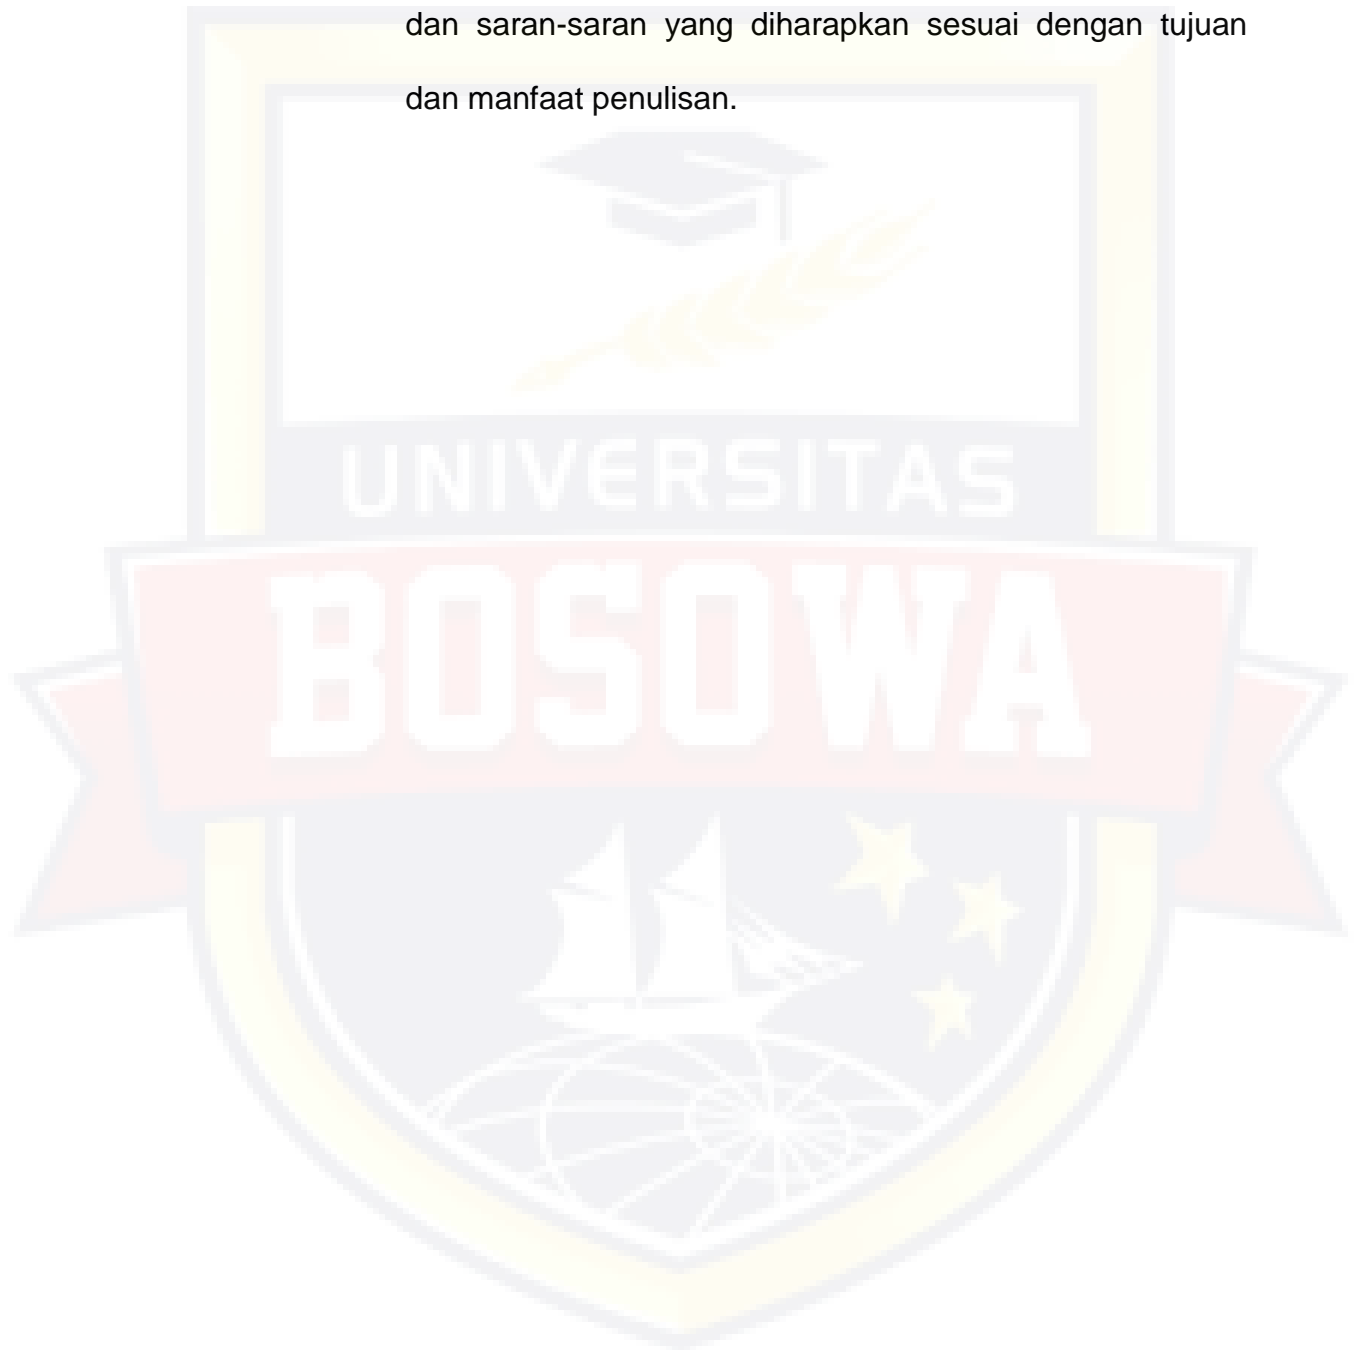 dan saran-saran yang diharapkan sesuai dengan tujuan
dan manfaat penulisan.
UNIVERSITAS
BOSOWA